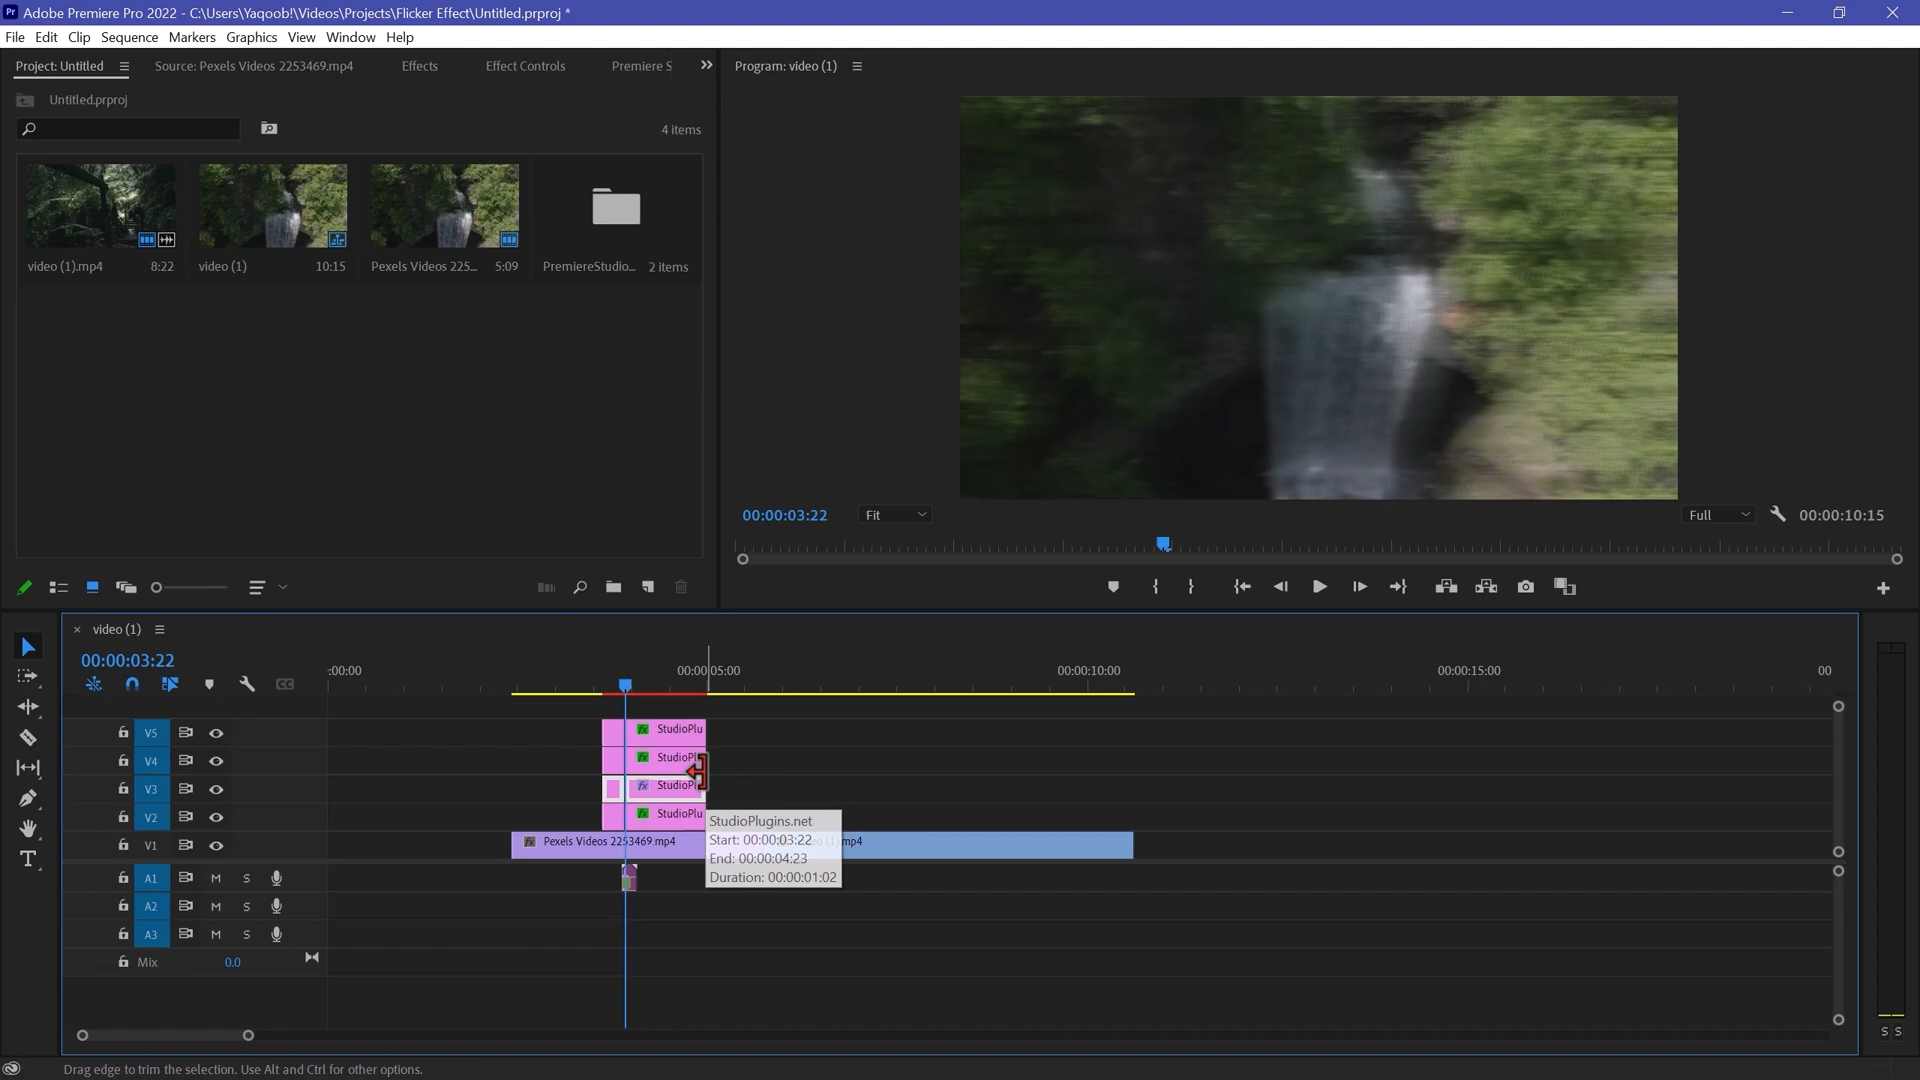 Pr Adobe Premiere Pro 2022 - C:\Users\Yaqoob!\Videos\Projects\Flicker Effect\Untitled.prproj *
File Edit Clip Sequence Markers Graphics View Window Help
Project: Untitled Source: Pexels Videos 2253469.mp4 Effects Effect Controls Premiere S
Program: video (1)
Untitled.prproj
4 items
video (1).mp4 8:22 video (1) 10:15 Pexels Videos 225... 5:09 PremiereStudio... 2 items
00:00:03:22 Fit Full 00:00:10:15
video (1)
00:00:03:22
:00:00 00:00:05:00 00:00:10:00 00:00:15:00 00
CC
V5 fx StudioPlu
V4 fx
V3 fx
V2 fx StudioPlu
V1 fx Pexels Videos 2253469.mp4 mp4
StudioPlugins.net
Start: 00:00:03:22
End: 00:00:04:23
Duration: 00:00:01:02
A1 M S
A2 M S
A3 M S
Mix 0.0
S S
Drag edge to trim the selection. Use Alt and Ctrl for other options.